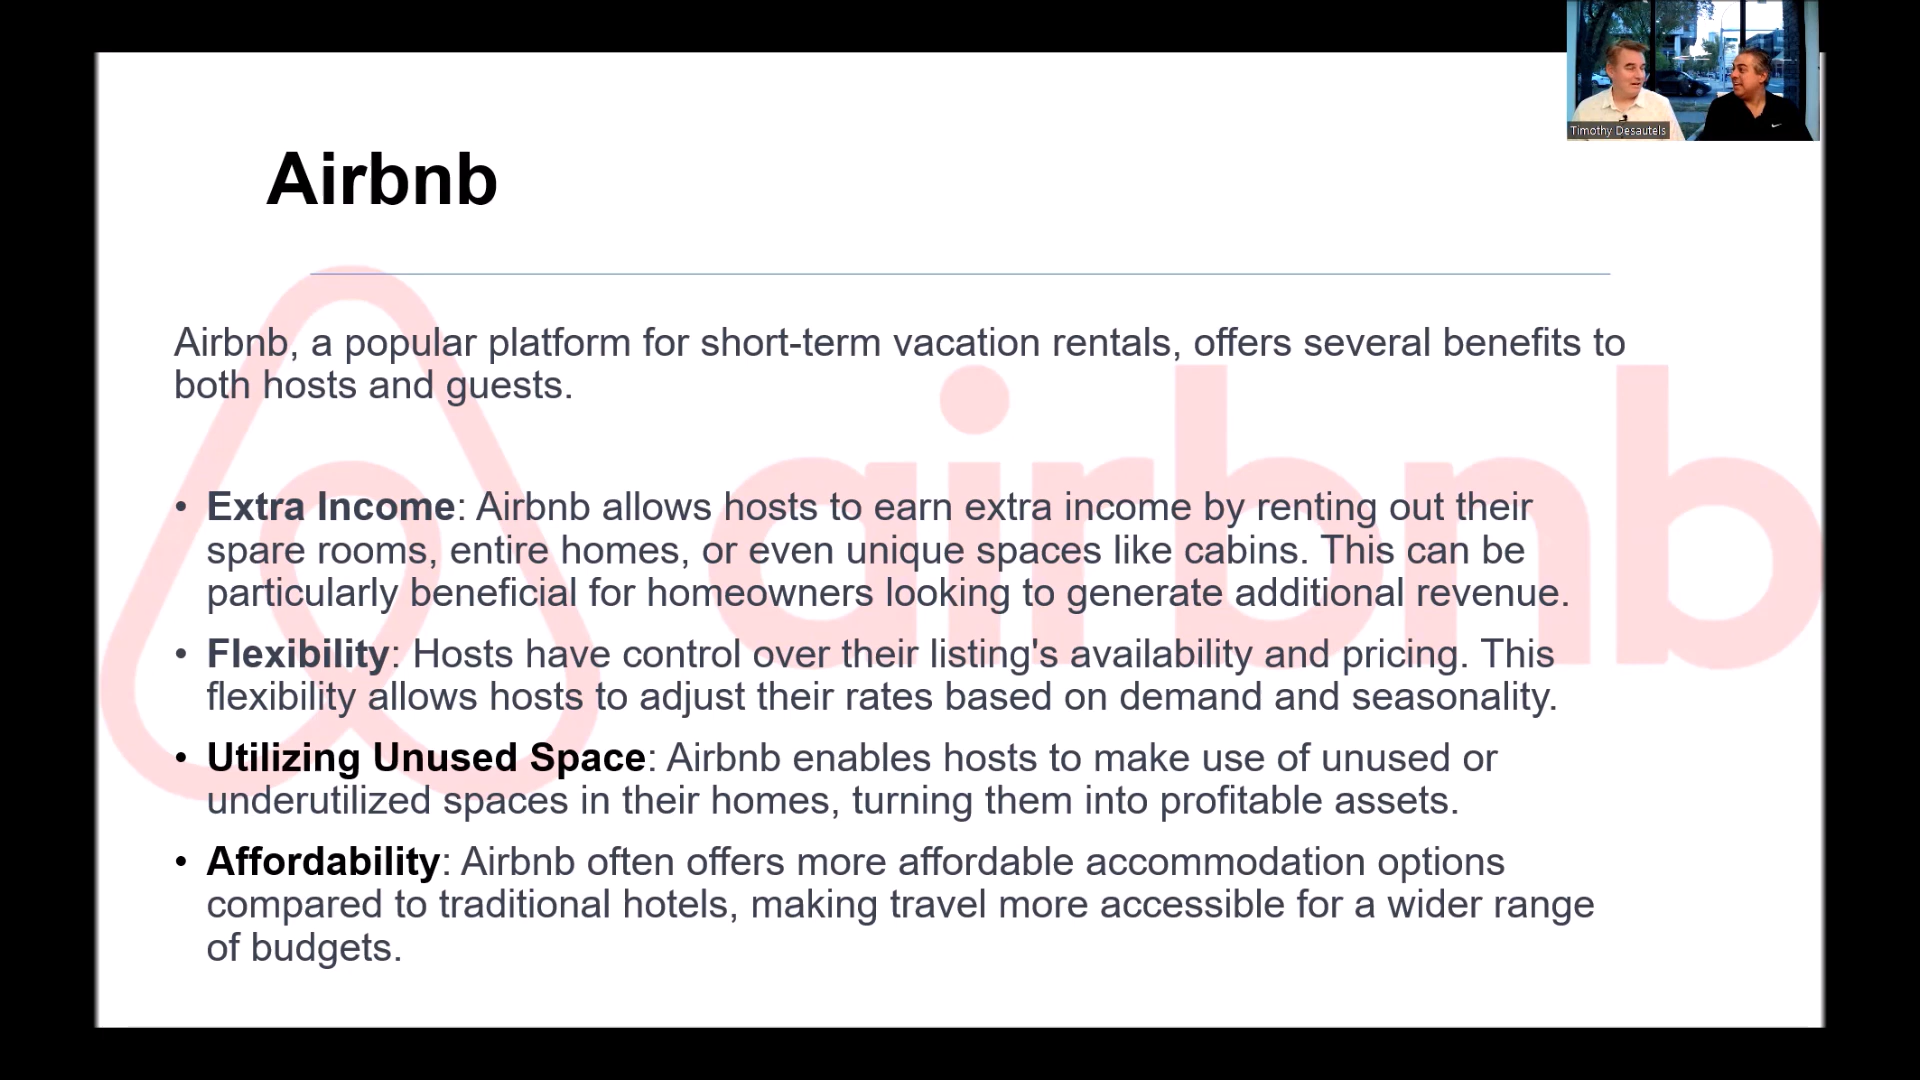 Timothy Desautels
Airbnb
airbnb
Airbnb, a popular platform for short-term vacation rentals, offers several benefits to
both hosts and guests.
• Extra Income: Airbnb allows hosts to earn extra income by renting out their
spare rooms, entire homes, or even unique spaces like cabins. This can be
particularly beneficial for homeowners looking to generate additional revenue.
• Flexibility: Hosts have control over their listing's availability and pricing. This
flexibility allows hosts to adjust their rates based on demand and seasonality.
• Utilizing Unused Space: Airbnb enables hosts to make use of unused or
underutilized spaces in their homes, turning them into profitable assets.
• Affordability: Airbnb often offers more affordable accommodation options
compared to traditional hotels, making travel more accessible for a wider range
of budgets.